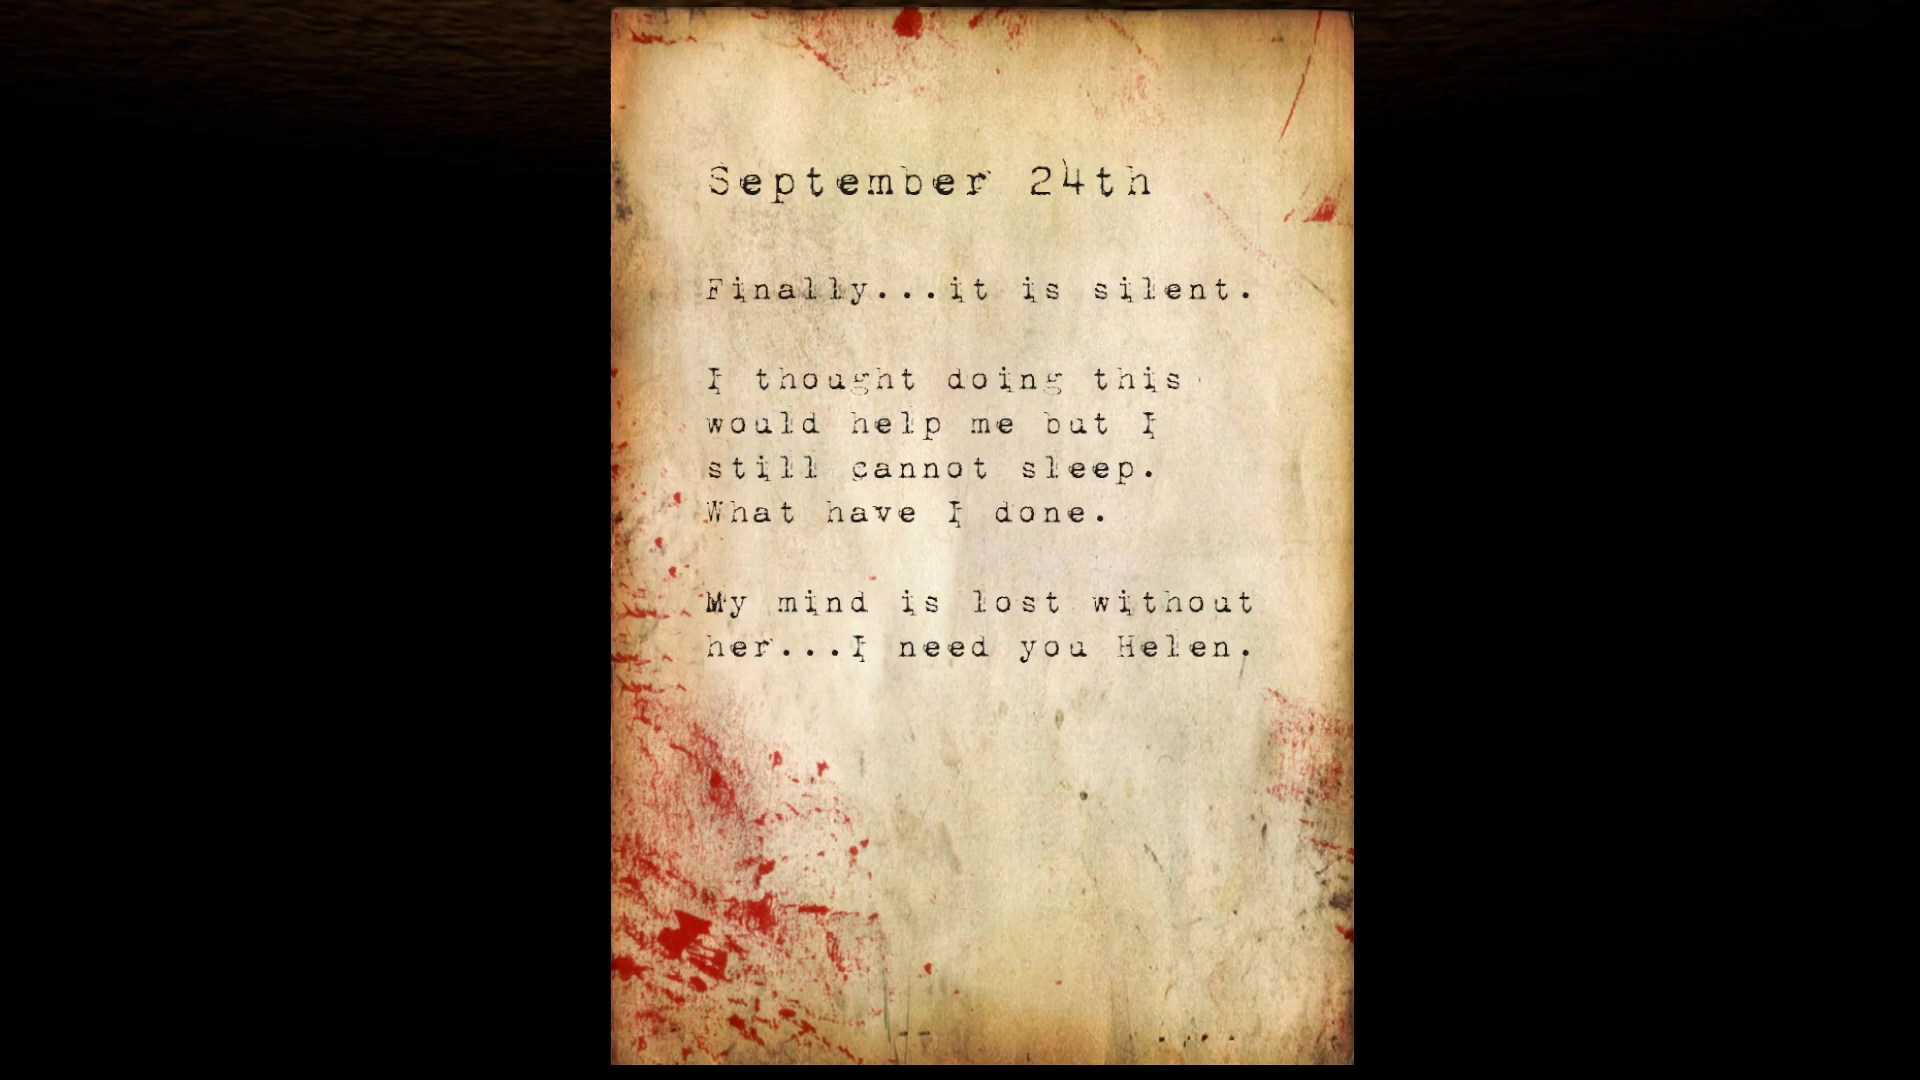 September 24th
Finally...it is silent.
I thought doing this
would help me but I
still cannot sleep.
What have I done.
My mind is lost without
her...I need you Helen.